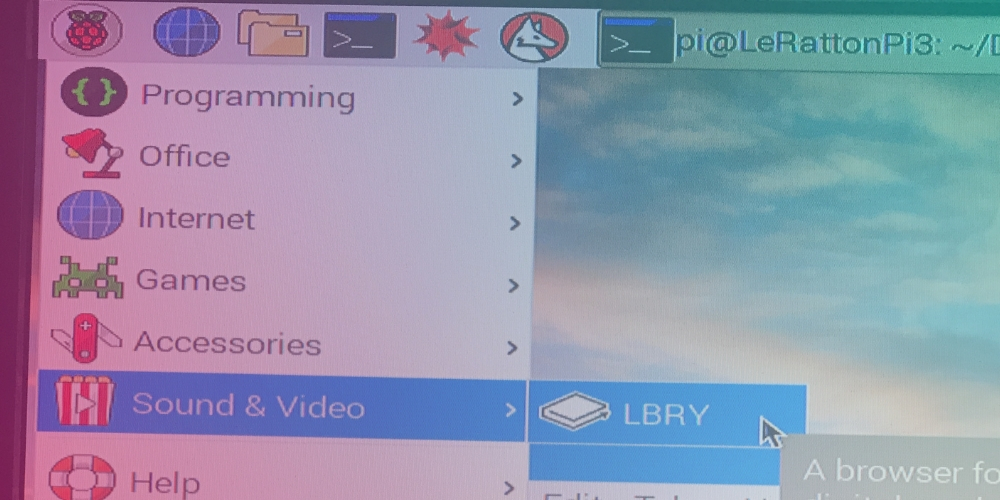 pi@LeRattonPi3: ~/D
Programming
Office
Internet
Games
Accessories
Sound & Video
LBRY
A browser fo
Help